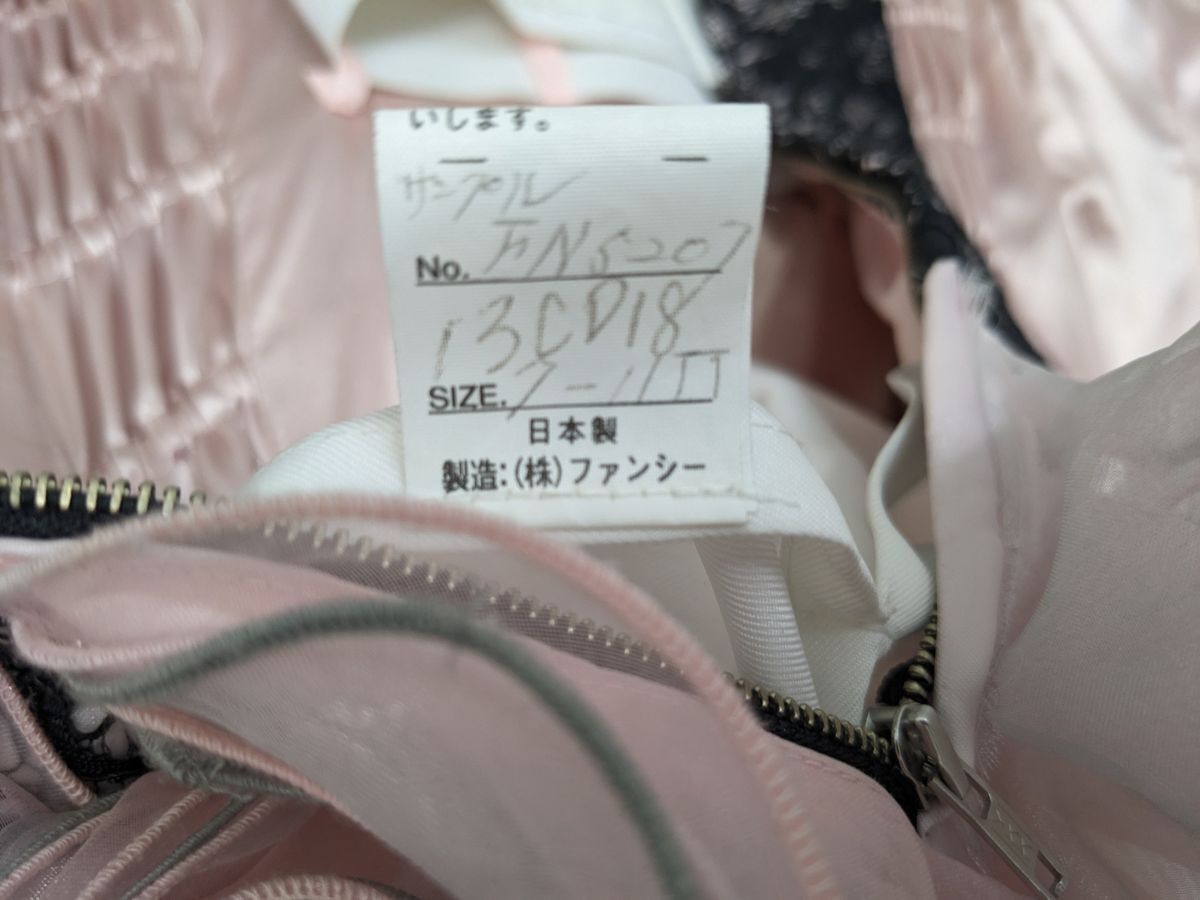 いします。
サンプル
No. FN5207
13CD18
SIZE. 7-11T
日本製
製造:(株)ファンシー